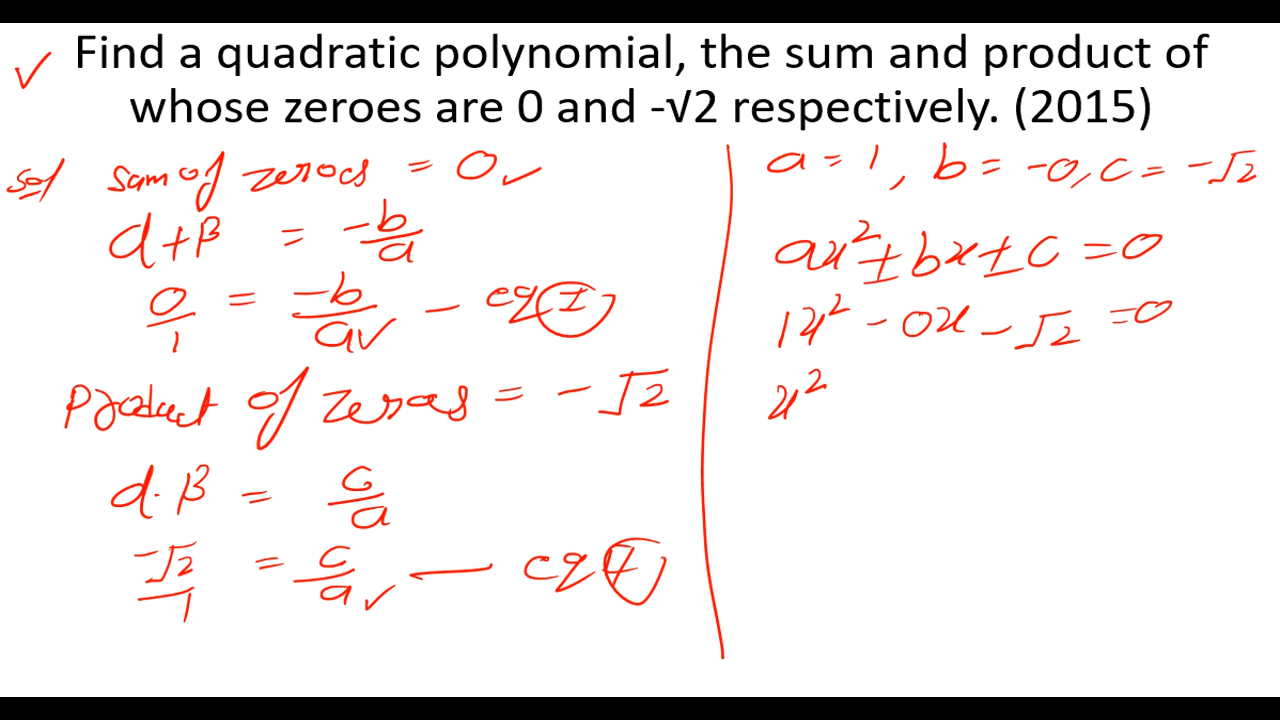 Find a quadratic polynomial, the sum and product of
whose zeroes are 0 and -√2 respectively. (2015)
Sol Sum of zeroes = 0
α+β = -b/a
0/1 = -b/a - eq I
Product of zeroes = -√2
α.β = c/a
-√2/1 = c/a — eq II
a = 1, b = -0, c = -√2
ax² + bx + c = 0
1x² - 0x - √2 = 0
x²